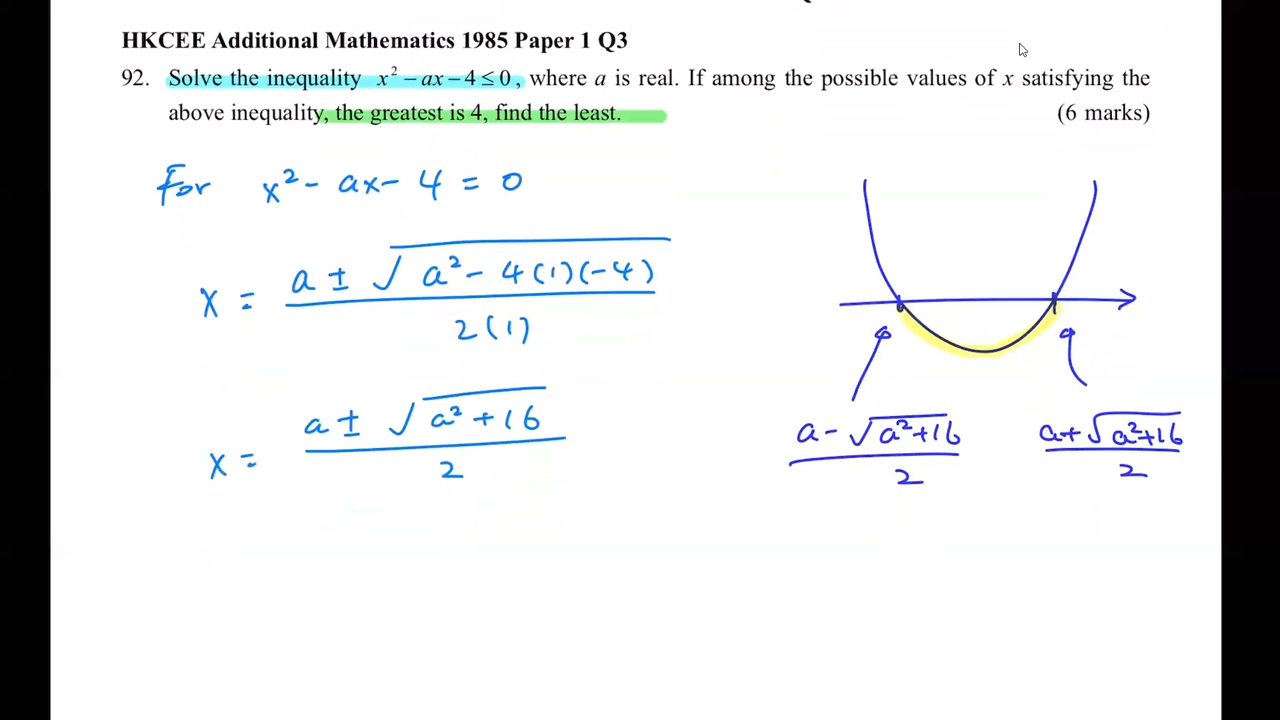 HKCEE Additional Mathematics 1985 Paper 1 Q3
92. Solve the inequality x² − ax − 4 ≤ 0, where a is real. If among the possible values of x satisfying the
above inequality, the greatest is 4, find the least. (6 marks)
For x² - ax - 4 = 0
x = (a ± √(a² - 4(1)(-4))) / 2(1)
x = (a ± √(a² + 16)) / 2
(a - √(a²+16)) / 2
(a + √(a²+16)) / 2